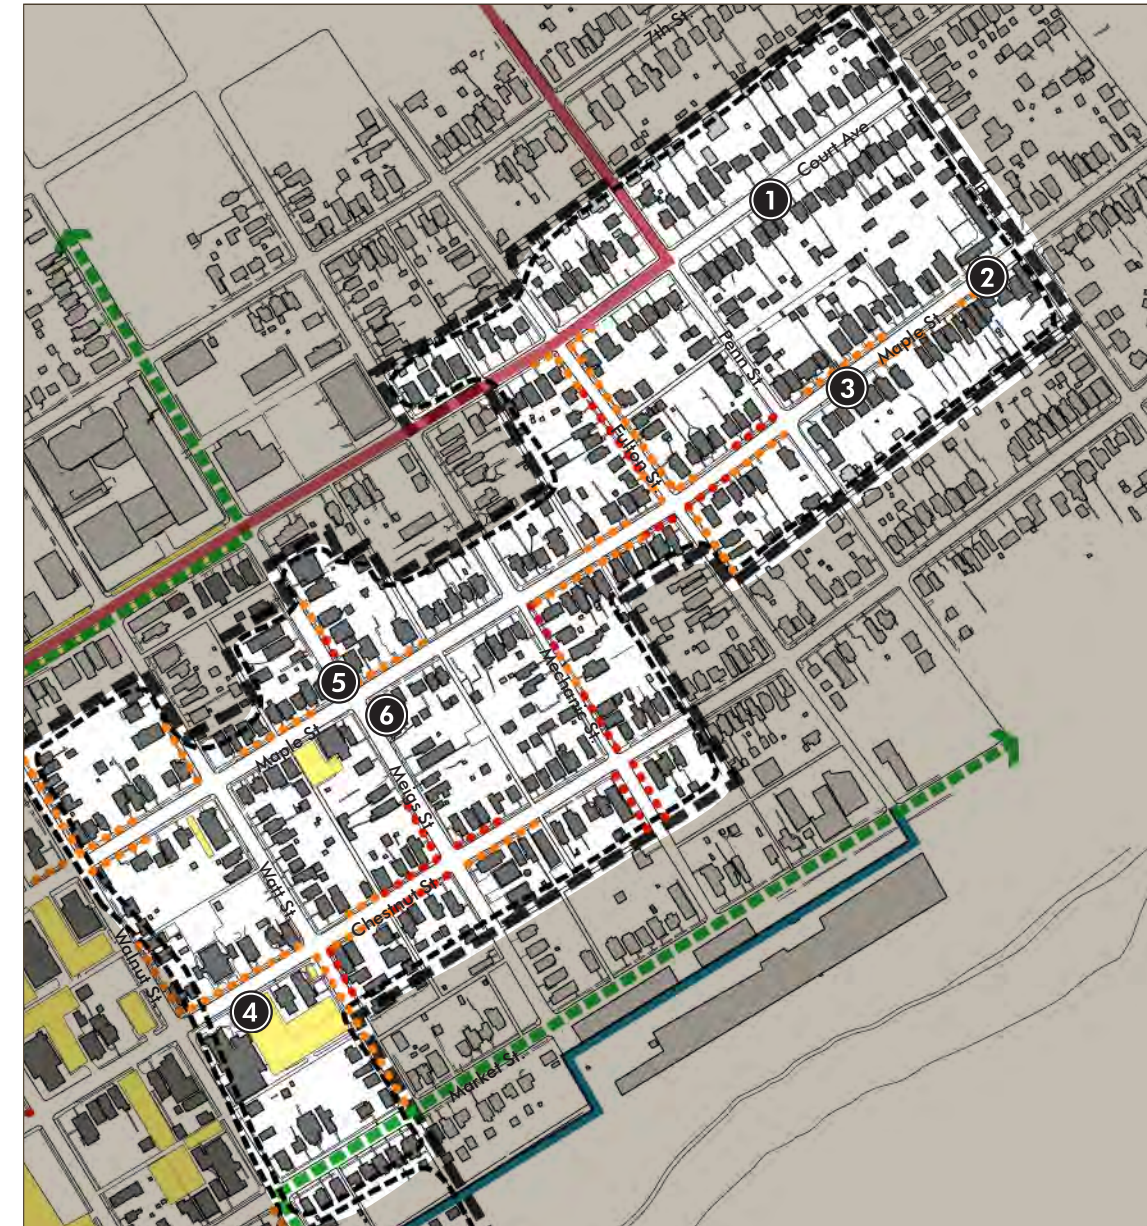 7th St
Court Ave
1
2
Penn St.
Maple St.
3
Fulton St.
5
6
Mechanic St.
Maple St.
Meigs St.
Watt St.
Chestnut St.
Walnut St.
4
Market St.